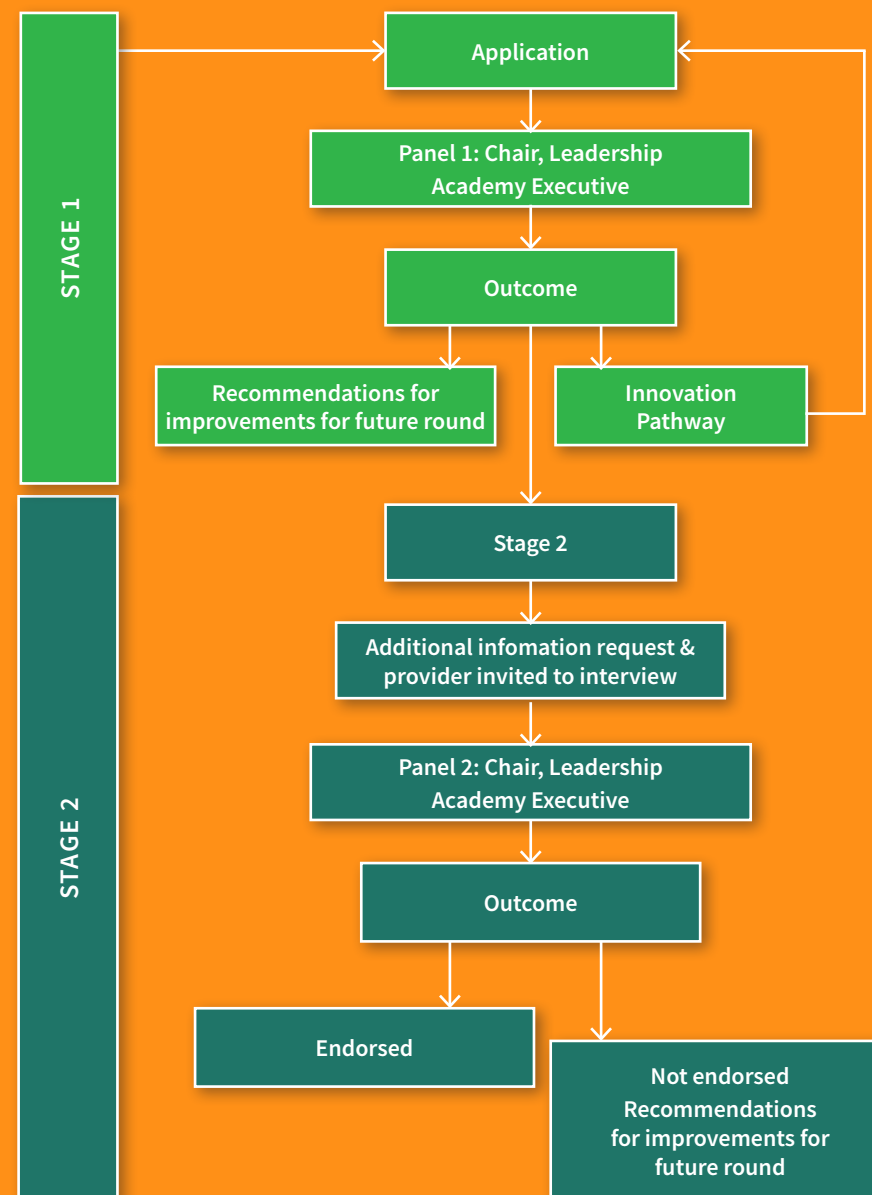 STAGE 1
Application
Panel 1: Chair, Leadership
Academy Executive
Outcome
Recommendations for
improvements for future round
Innovation
Pathway
STAGE 2
Stage 2
Additional infomation request &
provider invited to interview
Panel 2: Chair, Leadership
Academy Executive
Outcome
Endorsed
Not endorsed
Recommendations
for improvements for
future round